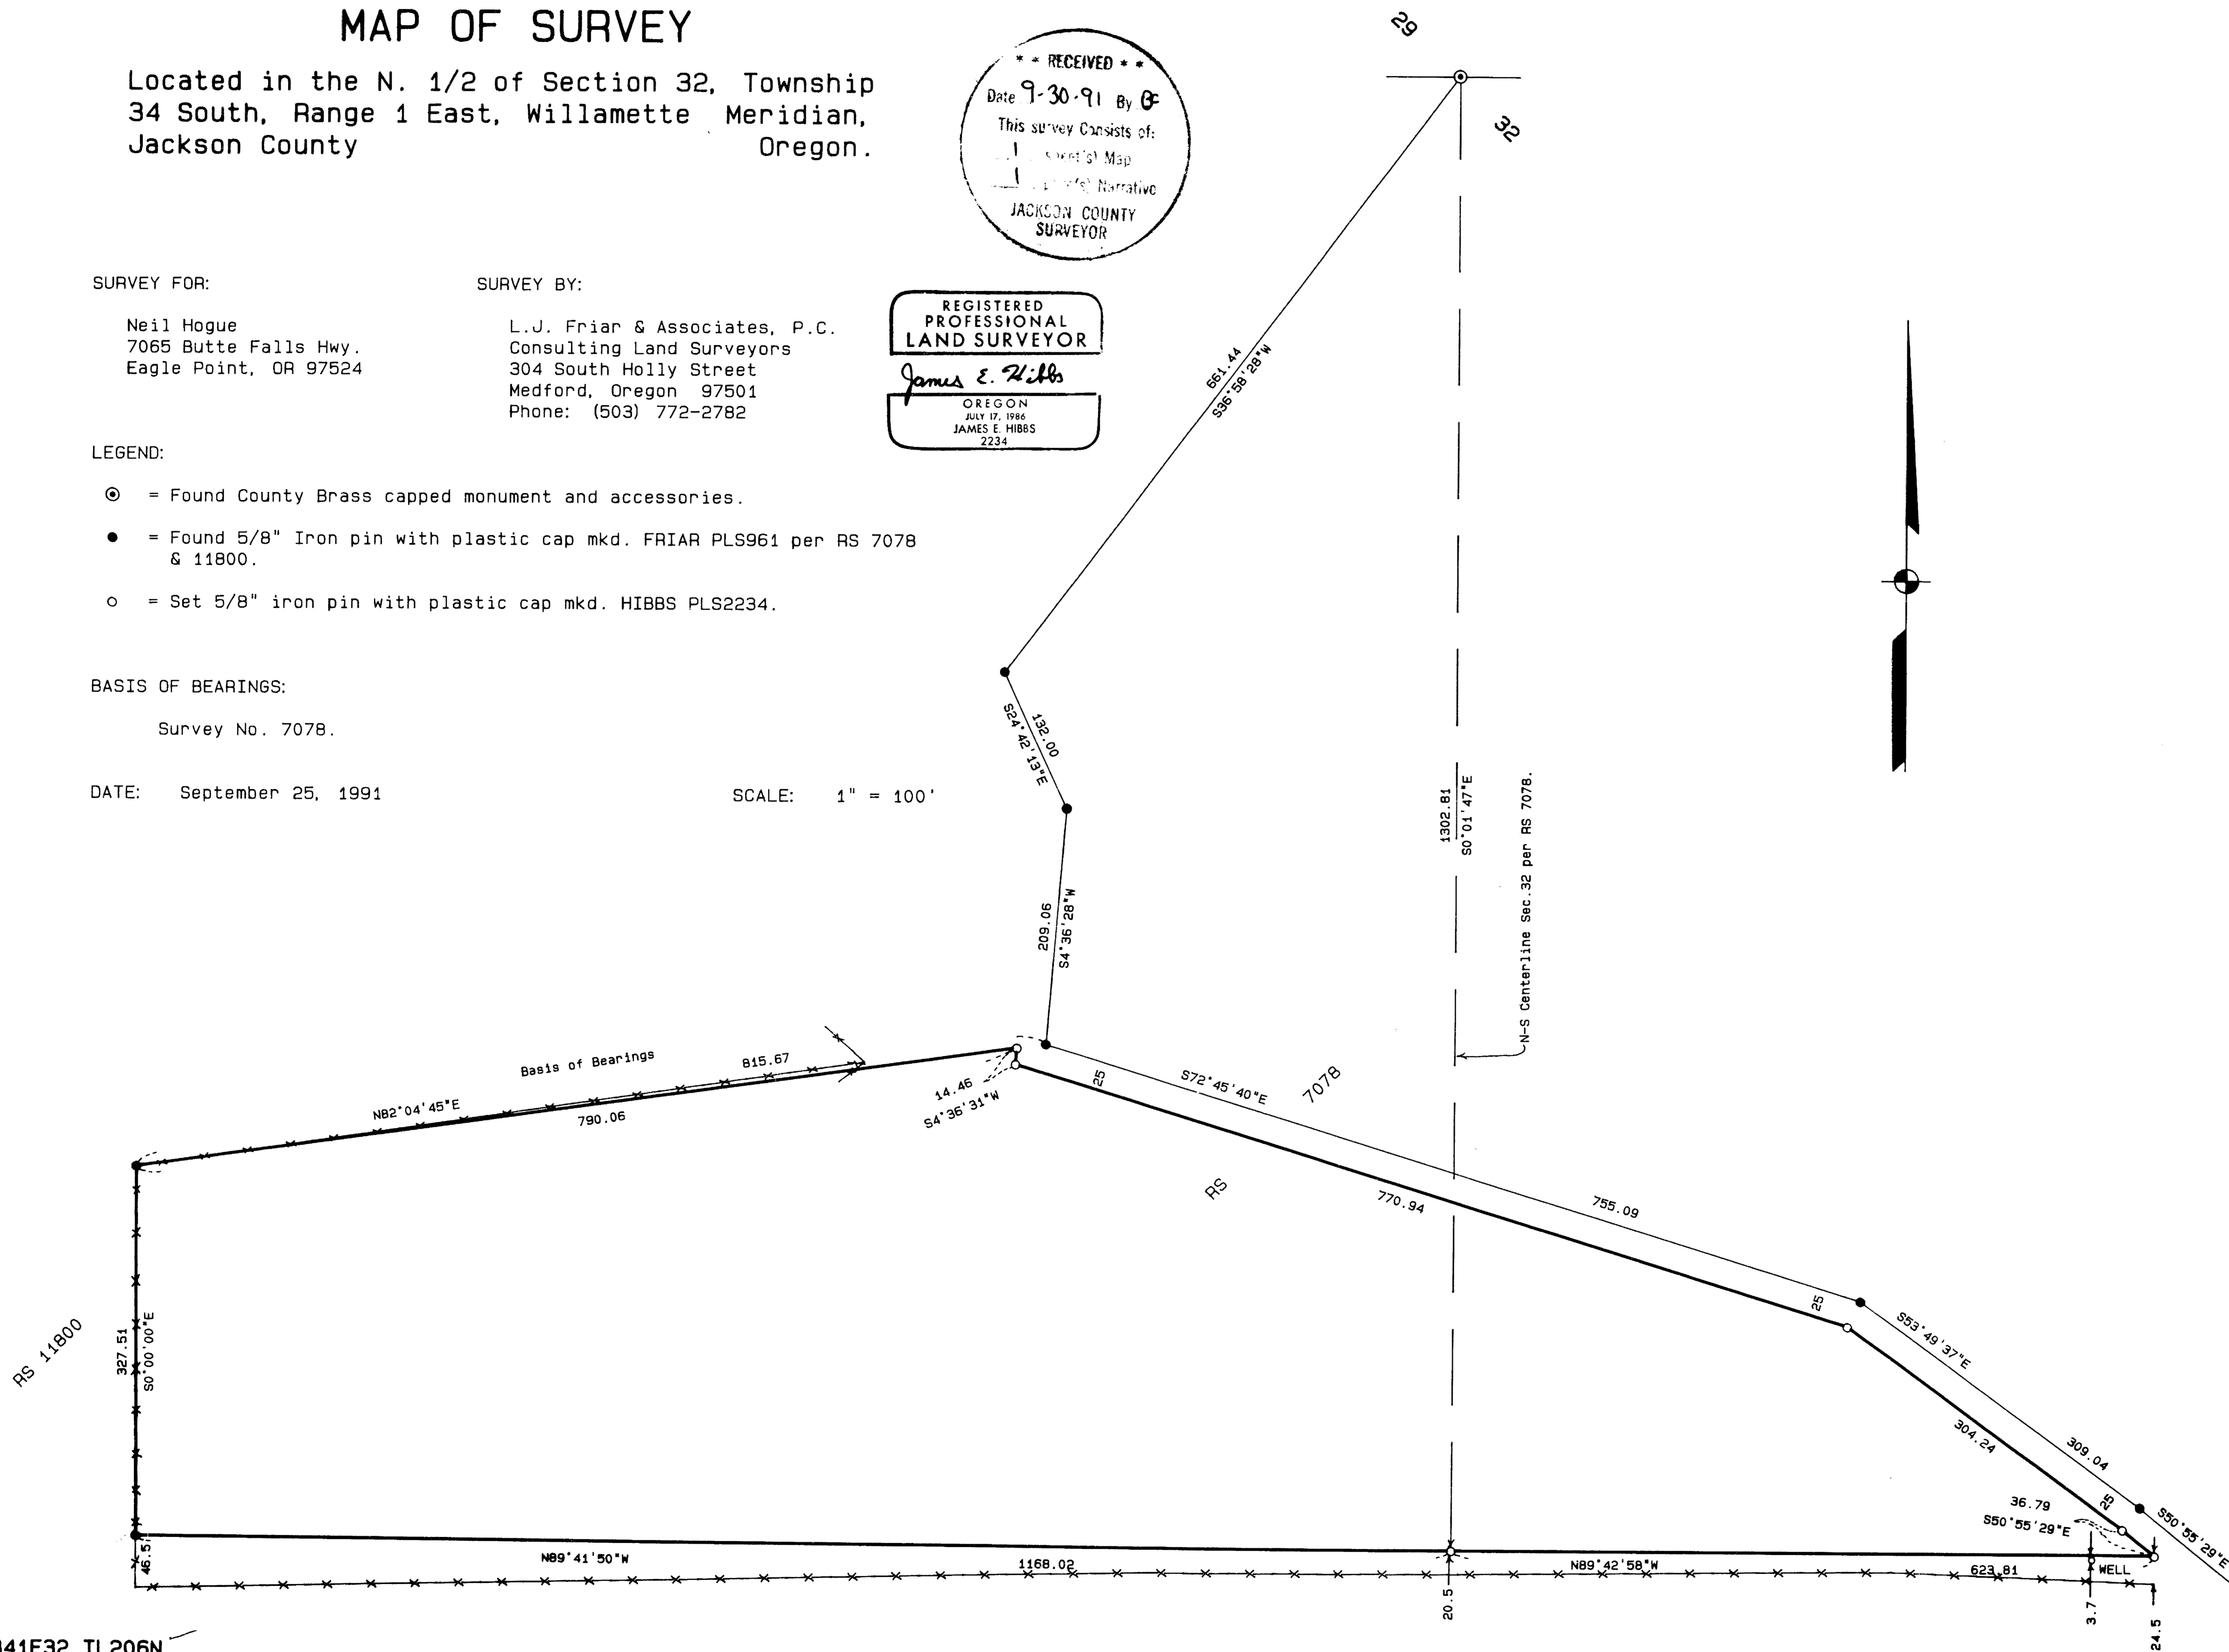 MAP OF SURVEY
Located in the N. 1/2 of Section 32, Township
34 South, Range 1 East, Willamette Meridian,
Jackson County Oregon.
* * RECEIVED * *
Date 9-30-91 By
This survey Consists of:
1 Map
1 Narrative
JACKSON COUNTY
SURVEYOR
29
32
SURVEY FOR:
Neil Hogue
7065 Butte Falls Hwy.
Eagle Point, OR 97524
SURVEY BY:
L.J. Friar & Associates, P.C.
Consulting Land Surveyors
304 South Holly Street
Medford, Oregon 97501
Phone: (503) 772-2782
REGISTERED
PROFESSIONAL
LAND SURVEYOR
James E. Hibbs
OREGON
JULY 17, 1986
JAMES E. HIBBS
2234
LEGEND:
= Found County Brass capped monument and accessories.
= Found 5/8" Iron pin with plastic cap mkd. FRIAR PLS961 per RS 7078
& 11800.
= Set 5/8" iron pin with plastic cap mkd. HIBBS PLS2234.
BASIS OF BEARINGS:
Survey No. 7078.
DATE: September 25, 1991
SCALE: 1" = 100'
661.44
S36°58'28"W
132.00
S24°42'13"E
209.06
S4°36'28"W
1302.81
S0°01'47"E
N-S Centerline Sec.32 per RS 7078.
Basis of Bearings
815.67
N82°04'45"E
790.06
14.46
S4°36'31"W
25
S72°45'40"E
7078
RS
770.94
755.09
25
S53°49'37"E
304.24
309.04
25
36.79
S50°55'29"E
S50°55'29"E
RS 11800
327.51
S0°00'00"E
46.5
N89°41'50"W
1168.02
N89°42'58"W
623.81
WELL
20.5
3.7
24.5
341E32 TL206N